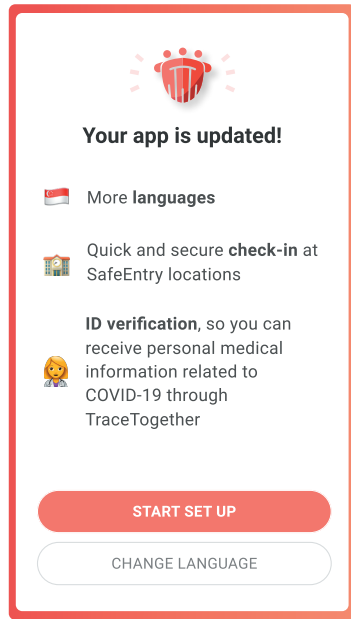 Your app is updated!
More languages
Quick and secure check-in at
SafeEntry locations
ID verification, so you can
receive personal medical
information related to
COVID-19 through
TraceTogether
START SET UP
CHANGE LANGUAGE